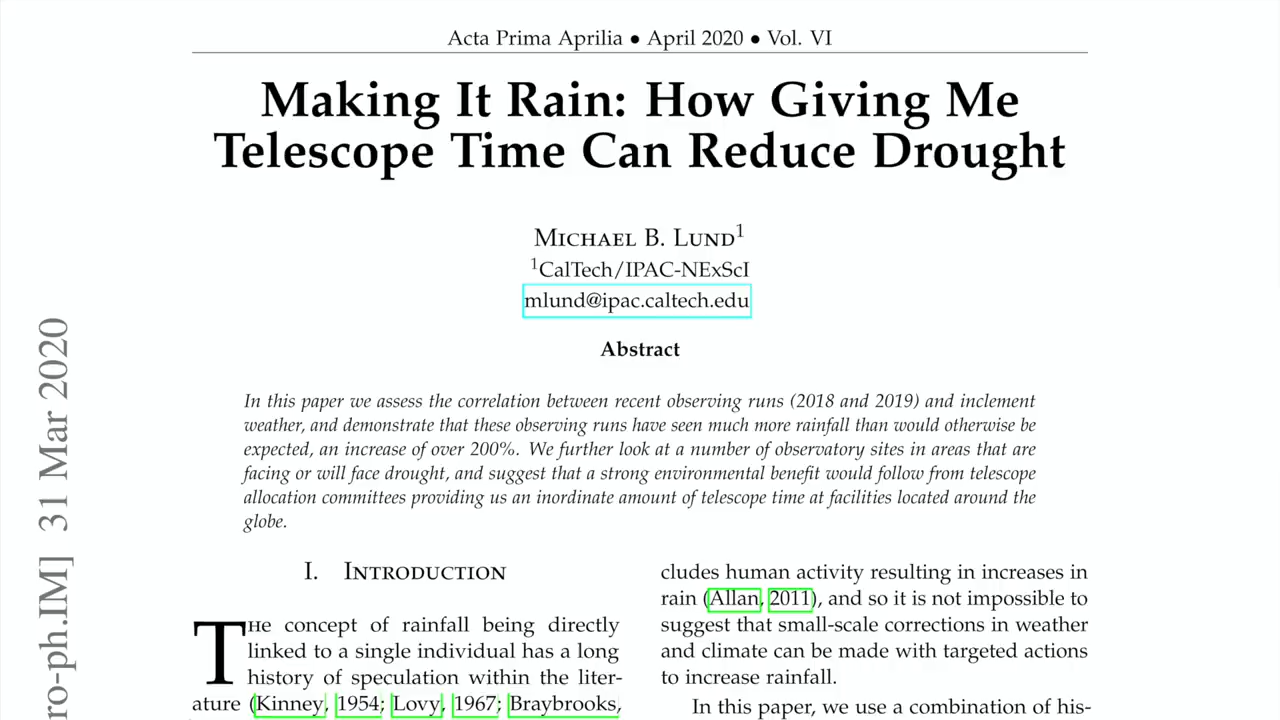 Acta Prima Aprilia • April 2020 • Vol. VI
Making It Rain: How Giving Me
Telescope Time Can Reduce Drought
Michael B. Lund1
1CalTech/IPAC-NExScI
mlund@ipac.caltech.edu
Abstract
In this paper we assess the correlation between recent observing runs (2018 and 2019) and inclement
weather, and demonstrate that these observing runs have seen much more rainfall than would otherwise be
expected, an increase of over 200%. We further look at a number of observatory sites in areas that are
facing or will face drought, and suggest that a strong environmental benefit would follow from telescope
allocation committees providing us an inordinate amount of telescope time at facilities located around the
globe.
I. Introduction
The concept of rainfall being directly
linked to a single individual has a long
history of speculation within the liter-
ature (Kinney, 1954; Lovy, 1967; Braybrooks,
cludes human activity resulting in increases in
rain (Allan, 2011), and so it is not impossible to
suggest that small-scale corrections in weather
and climate can be made with targeted actions
to increase rainfall.
In this paper, we use a combination of his-
ro-ph.IM] 31 Mar 2020